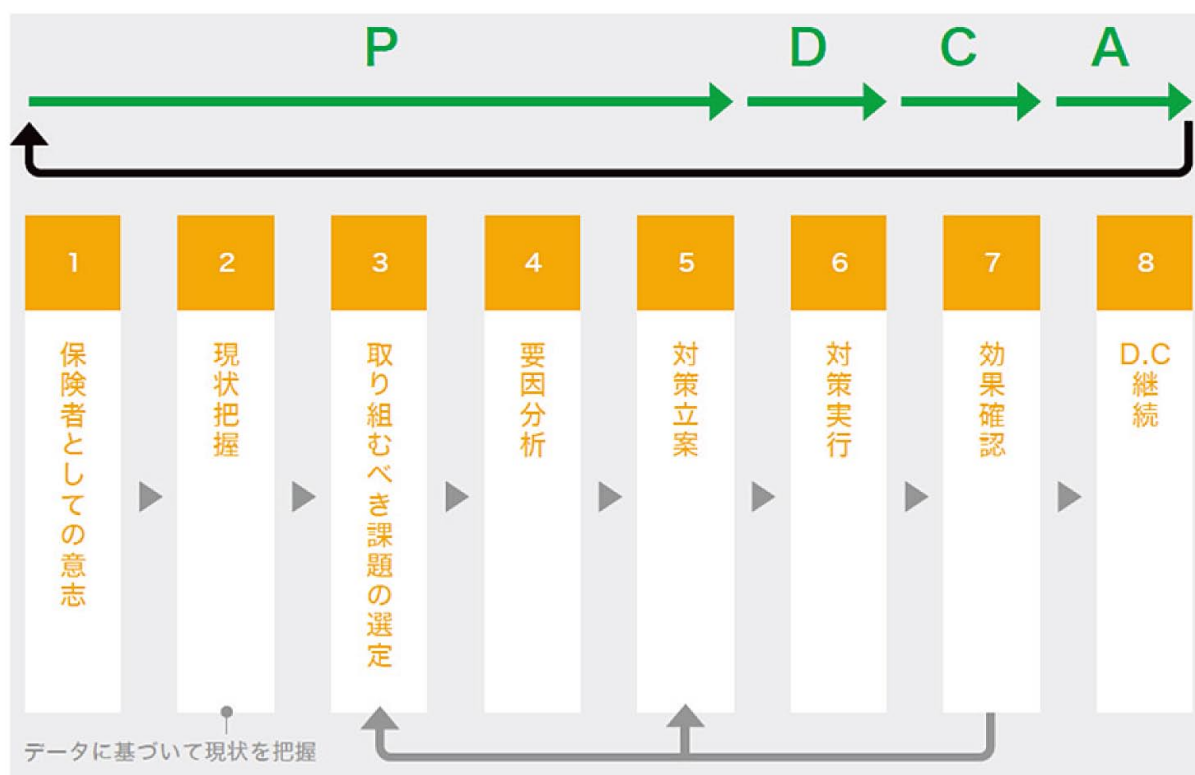 P
D
C
A
1
保険者としての意志
2
現状把握
3
取り組むべき課題の選定
4
要因分析
5
対策立案
6
対策実行
7
効果確認
8
D.C
継続
データに基づいて現状を把握